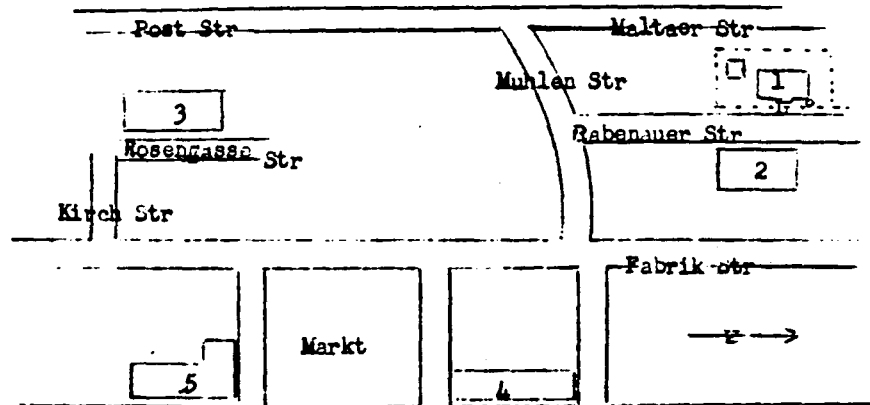 Post Str
Maltaer Str
Muhlen Str
1
3
Rabenauer Str
Rosengasse Str
2
Kirch Str
Fabrik Str
Markt
5
4